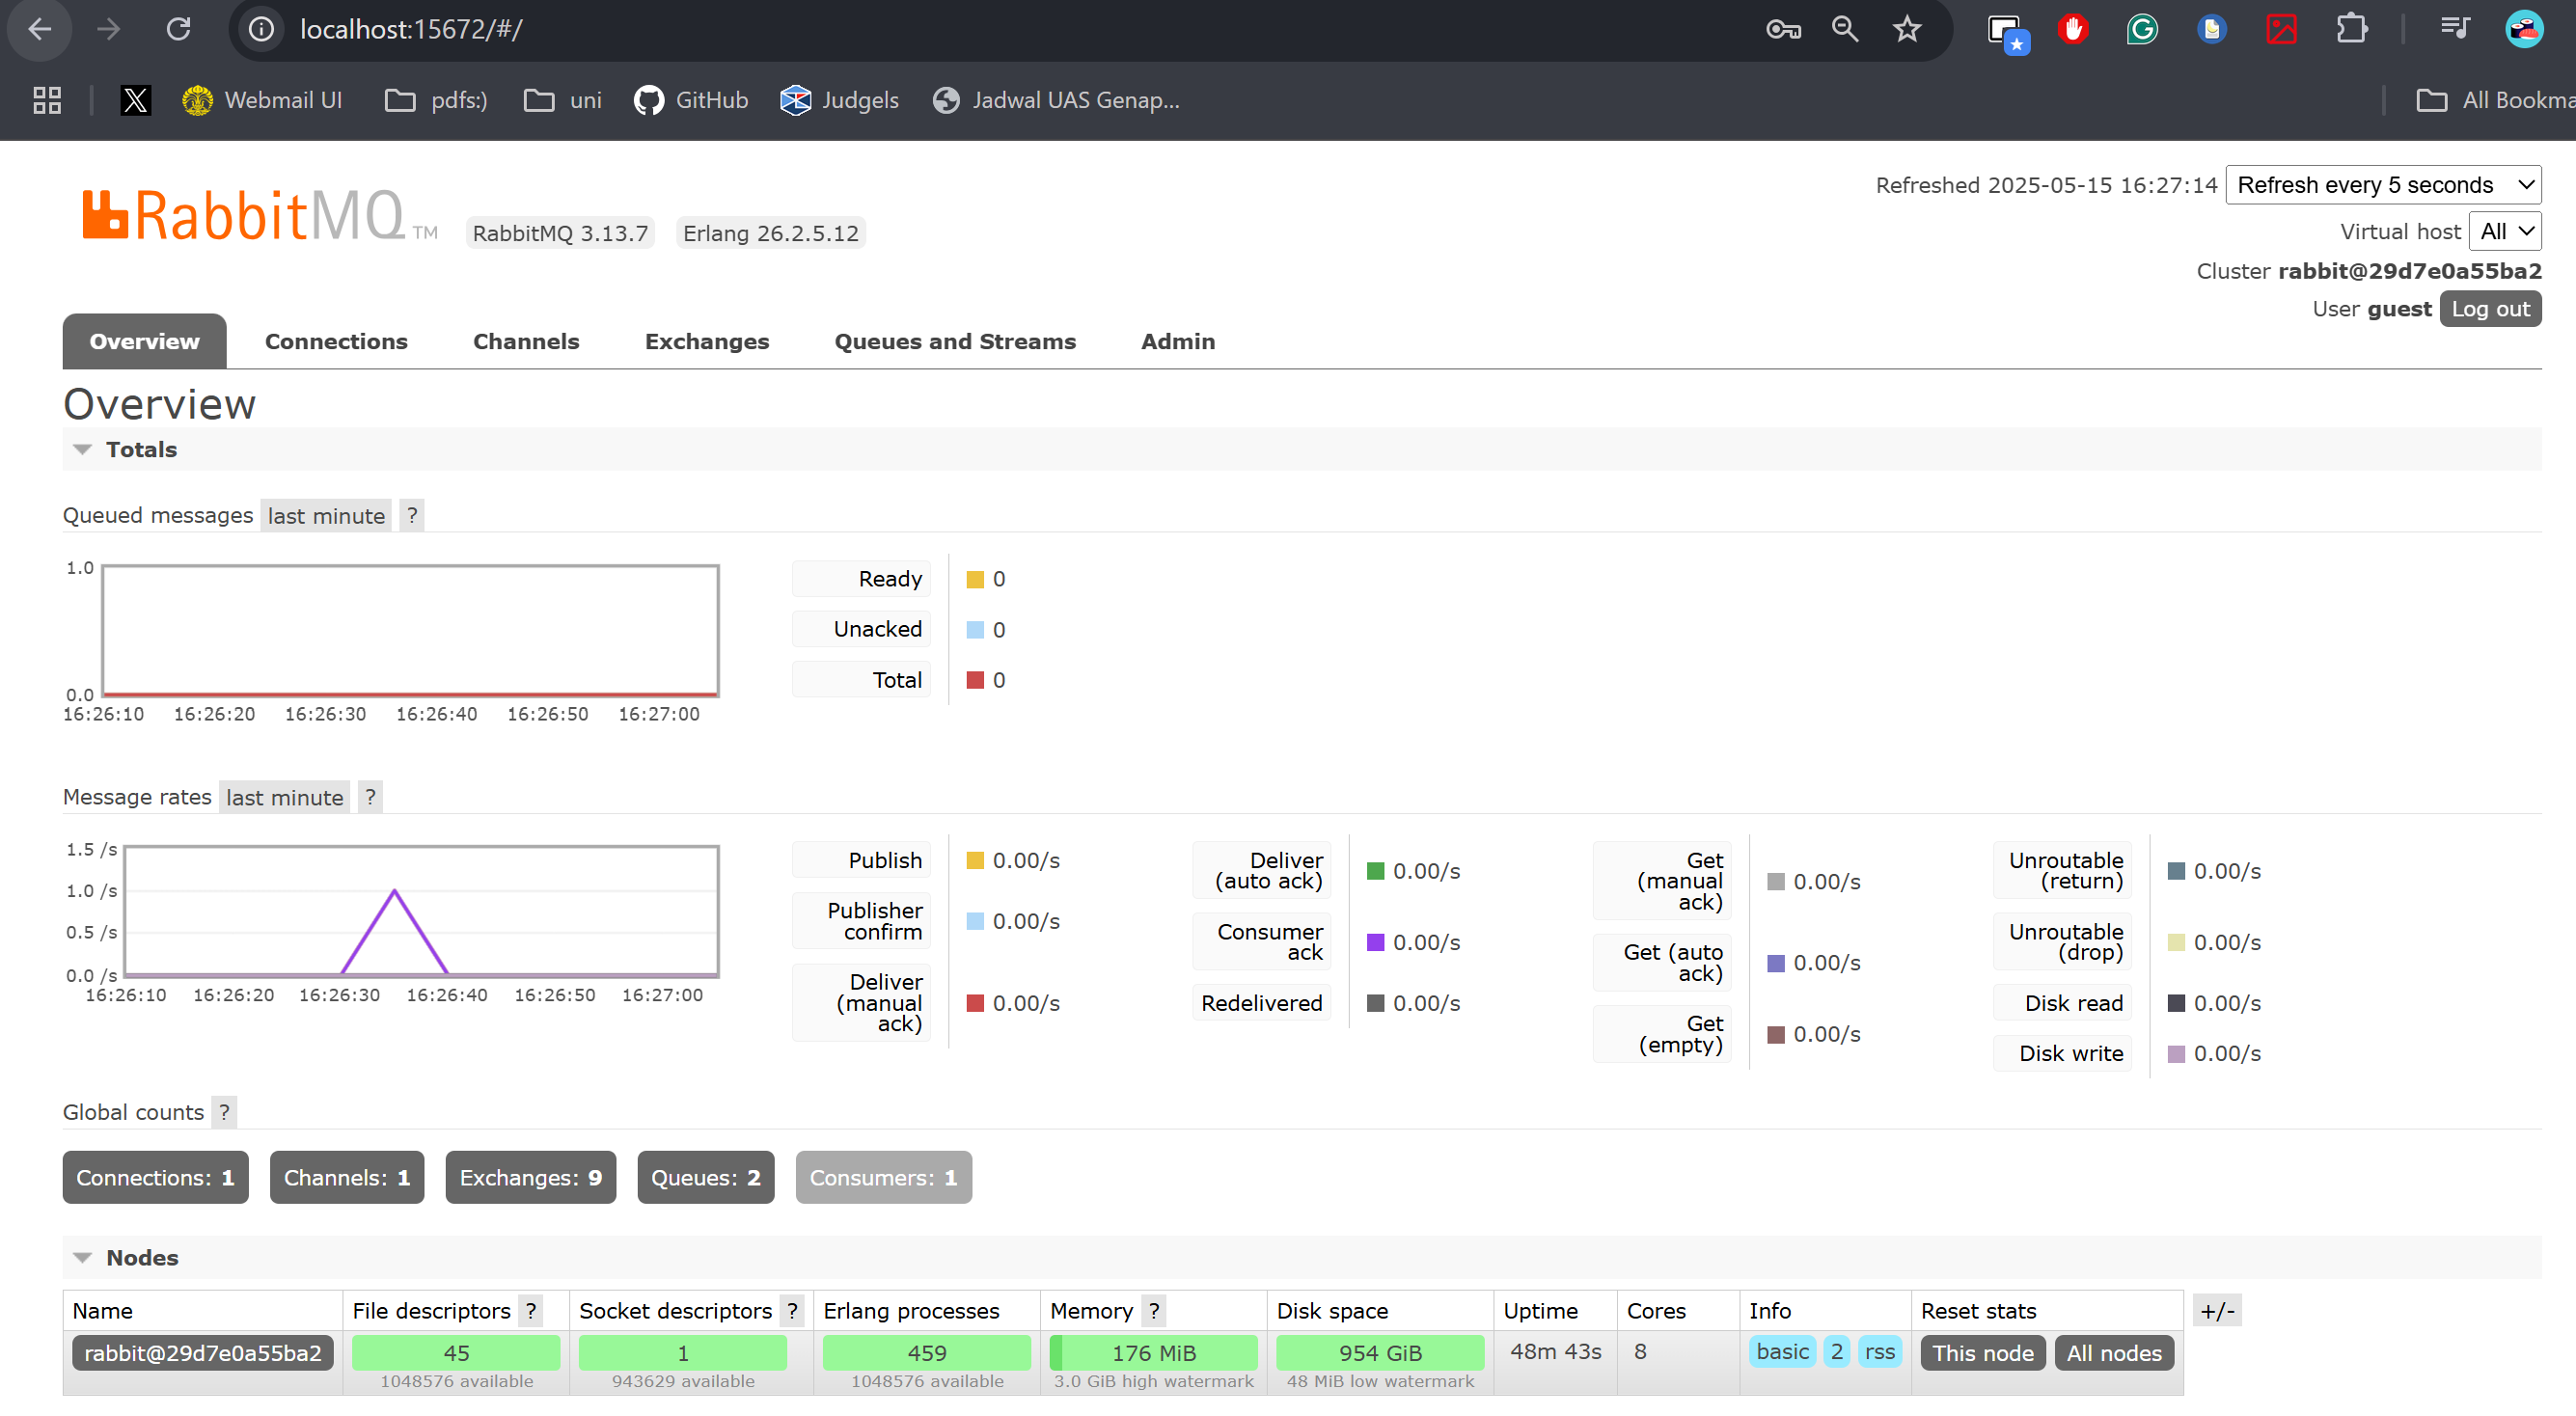 localhost:15672/#/
Webmail UI pdfs:) uni GitHub Judgels Jadwal UAS Genap... All Bookma
RabbitMQ TM RabbitMQ 3.13.7 Erlang 26.2.5.12
Refreshed 2025-05-15 16:27:14 Refresh every 5 seconds
Virtual host All
Cluster rabbit@29d7e0a55ba2
User guest Log out
Overview Connections Channels Exchanges Queues and Streams Admin
Overview
Totals
Queued messages last minute ?
1.0
0.0
16:26:10 16:26:20 16:26:30 16:26:40 16:26:50 16:27:00
Ready 0
Unacked 0
Total 0
Message rates last minute ?
1.5 /s
1.0 /s
0.5 /s
0.0 /s
16:26:10 16:26:20 16:26:30 16:26:40 16:26:50 16:27:00
Publish 0.00/s
Publisher
confirm 0.00/s
Deliver
(manual
ack) 0.00/s
Deliver
(auto ack) 0.00/s
Consumer
ack 0.00/s
Redelivered 0.00/s
Get
(manual
ack) 0.00/s
Get (auto
ack) 0.00/s
Get
(empty) 0.00/s
Unroutable
(return) 0.00/s
Unroutable
(drop) 0.00/s
Disk read 0.00/s
Disk write 0.00/s
Global counts ?
Connections: 1 Channels: 1 Exchanges: 9 Queues: 2 Consumers: 1
Nodes
Name File descriptors ? Socket descriptors ? Erlang processes Memory ? Disk space Uptime Cores Info Reset stats +/-
rabbit@29d7e0a55ba2 45 1 459 176 MiB 954 GiB 48m 43s 8 basic 2 rss This node All nodes
1048576 available 943629 available 1048576 available 3.0 GiB high watermark 48 MiB low watermark